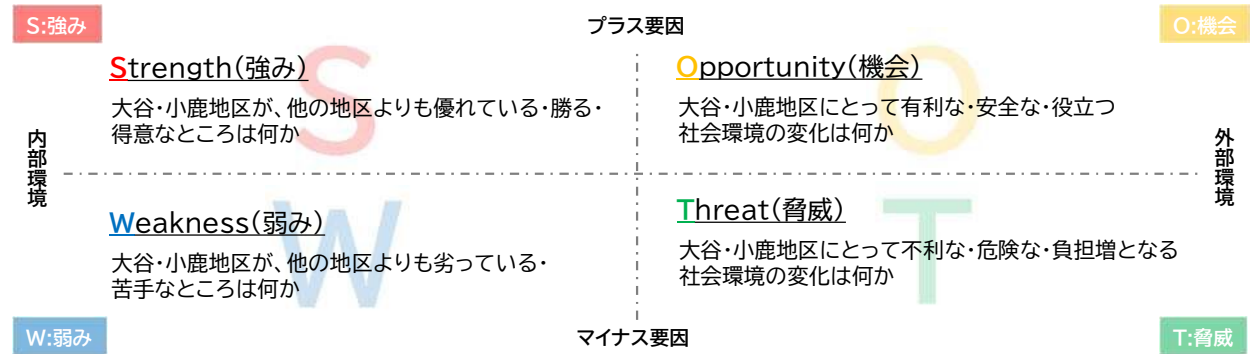 S:強み
プラス要因
O:機会
Strength(強み)
大谷・小鹿地区が、他の地区よりも優れている・勝る・
得意なところは何か
Opportunity(機会)
大谷・小鹿地区にとって有利な・安全な・役立つ
社会環境の変化は何か
S
O
内部環境
外部環境
Weakness(弱み)
大谷・小鹿地区が、他の地区よりも劣っている・
苦手なところは何か
Threat(脅威)
大谷・小鹿地区にとって不利な・危険な・負担増となる
社会環境の変化は何か
W
T
W:弱み
マイナス要因
T:脅威